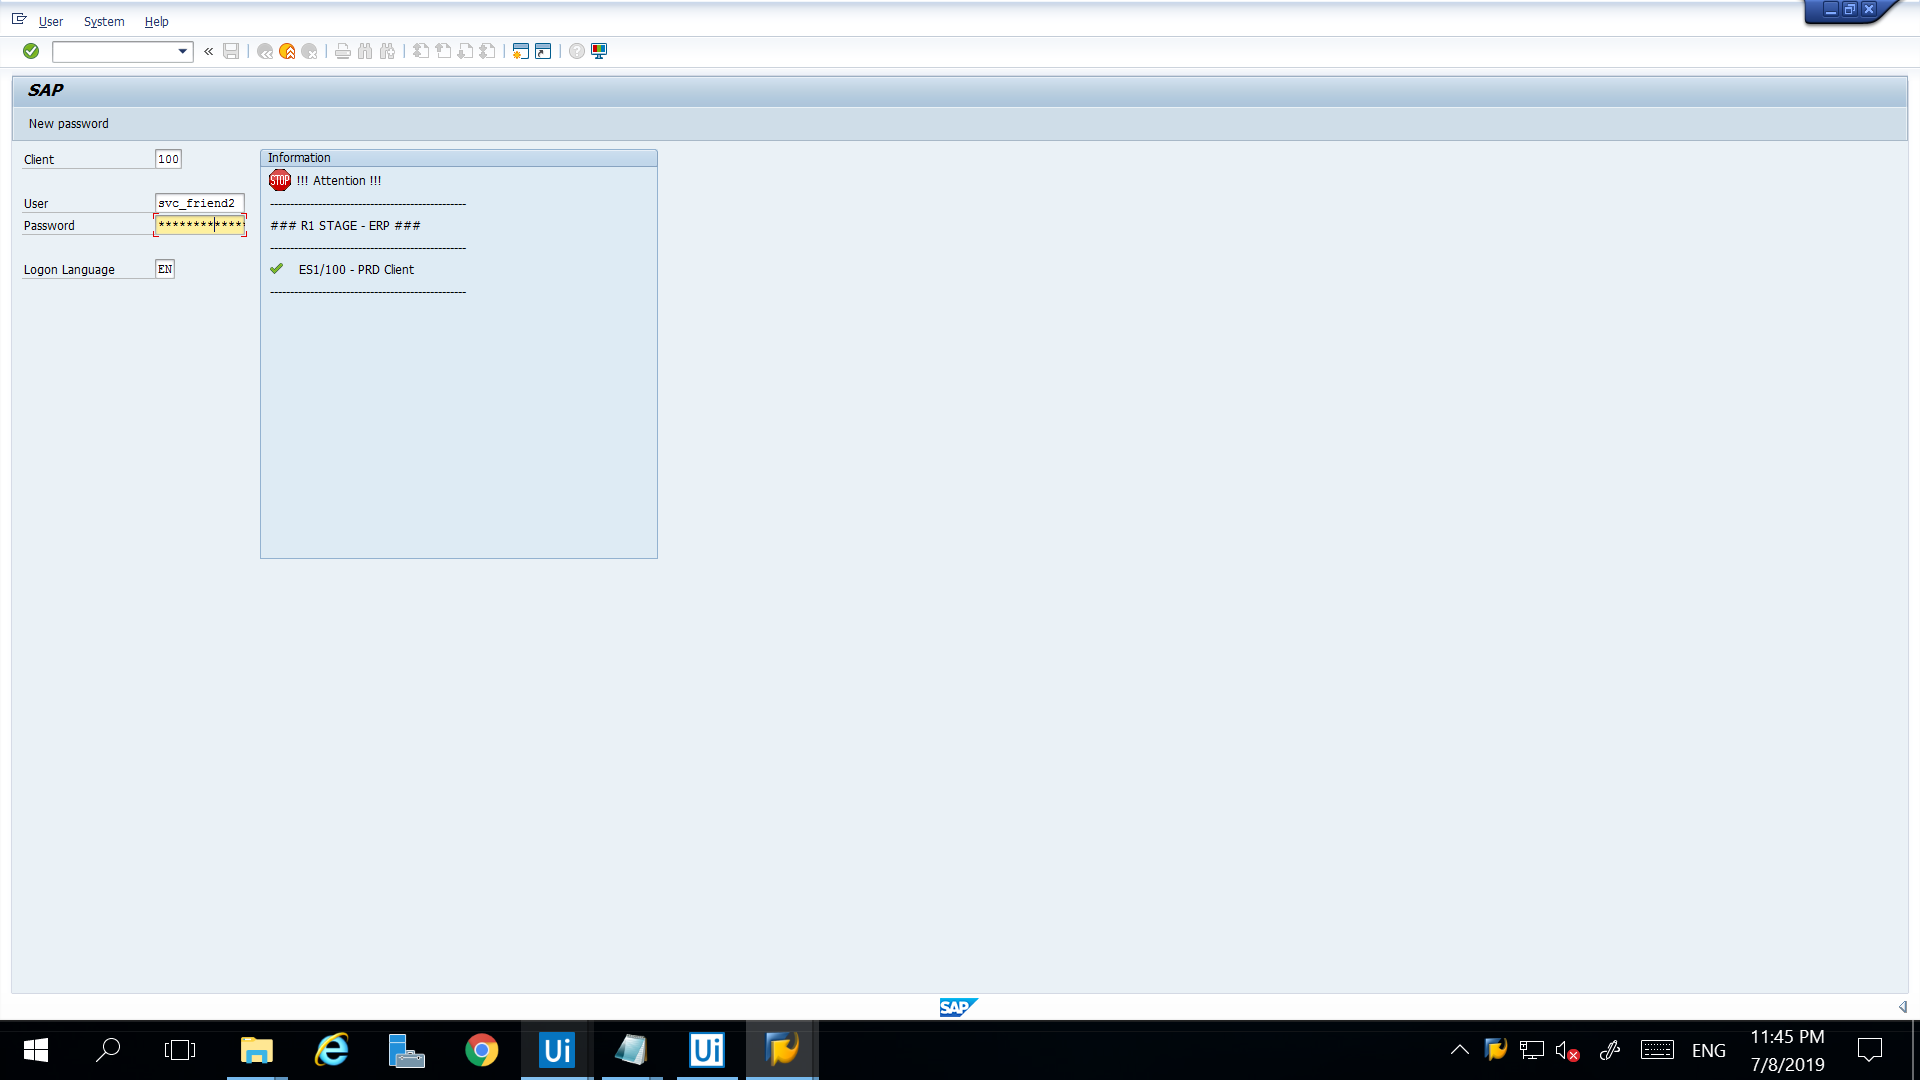 User System Help
SAP
New password
Client 100
User svc_friend2
Password ************
Logon Language EN
Information
STOP !!! Attention !!!
-------------------------------------------------
### R1 STAGE - ERP ###
-------------------------------------------------
ES1/100 - PRD Client
-------------------------------------------------
SAP
Ui
Ui
ENG
11:45 PM
7/8/2019